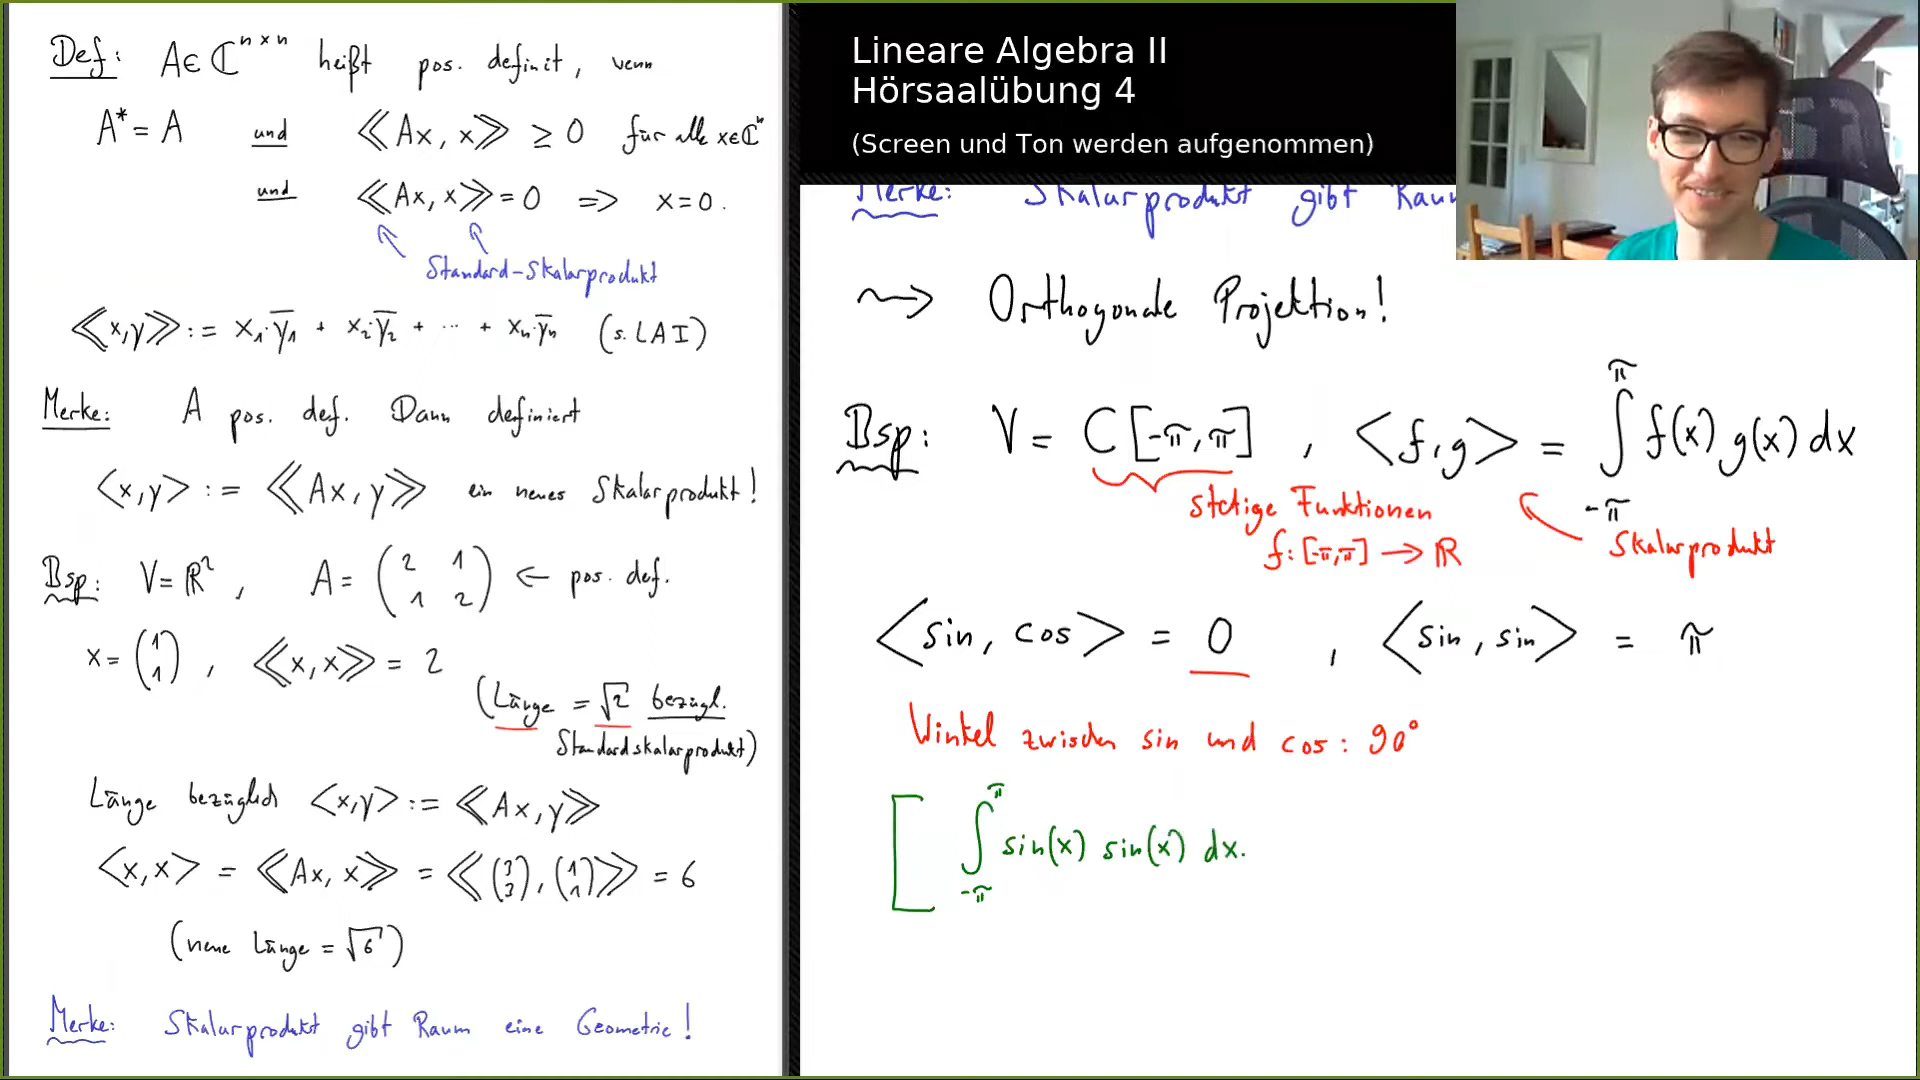 Def: A∈ℂⁿˣⁿ heißt pos. definit, wenn
A* = A und ⟪Ax, x⟫ ≥ 0 für alle x∈ℂⁿ
und ⟪Ax, x⟫ = 0 => x=0.
Standard-Skalarprodukt
⟪x,y⟫ := x₁·y̅₁ + x₂·y̅₂ + ··· + xₙ·y̅ₙ (s. LA I)
Merke: A pos. def. Dann definiert
<x,y> := ⟪Ax, y⟫ ein neues Skalarprodukt!
Bsp: V = ℝ², A = (2 1; 1 2) ← pos. def.
x = (1; 1), ⟪x,x⟫ = 2
(Länge = √2 bezügl.
Standardskalarprodukt)
Länge bezüglich <x,y> := ⟪Ax, y⟫
<x, x> = ⟪Ax, x⟫ = ⟪(3; 3), (1; 1)⟫ = 6
(neue Länge = √6)
Merke: Skalarprodukt gibt Raum eine Geometrie!
Lineare Algebra II
Hörsaalübung 4
(Screen und Ton werden aufgenommen)
Merke: Skalarprodukt gibt Raum
⇝ Orthogonale Projektion!
Bsp: V = C[-π, π], <f,g> = ∫_{-π}^{π} f(x) g(x) dx
stetige Funktionen
f: [-π,π] → ℝ
Skalarprodukt
<sin, cos> = 0, <sin, sin> = π
Winkel zwischen sin und cos: 90°
[ ∫_{-π}^{π} sin(x) sin(x) dx.